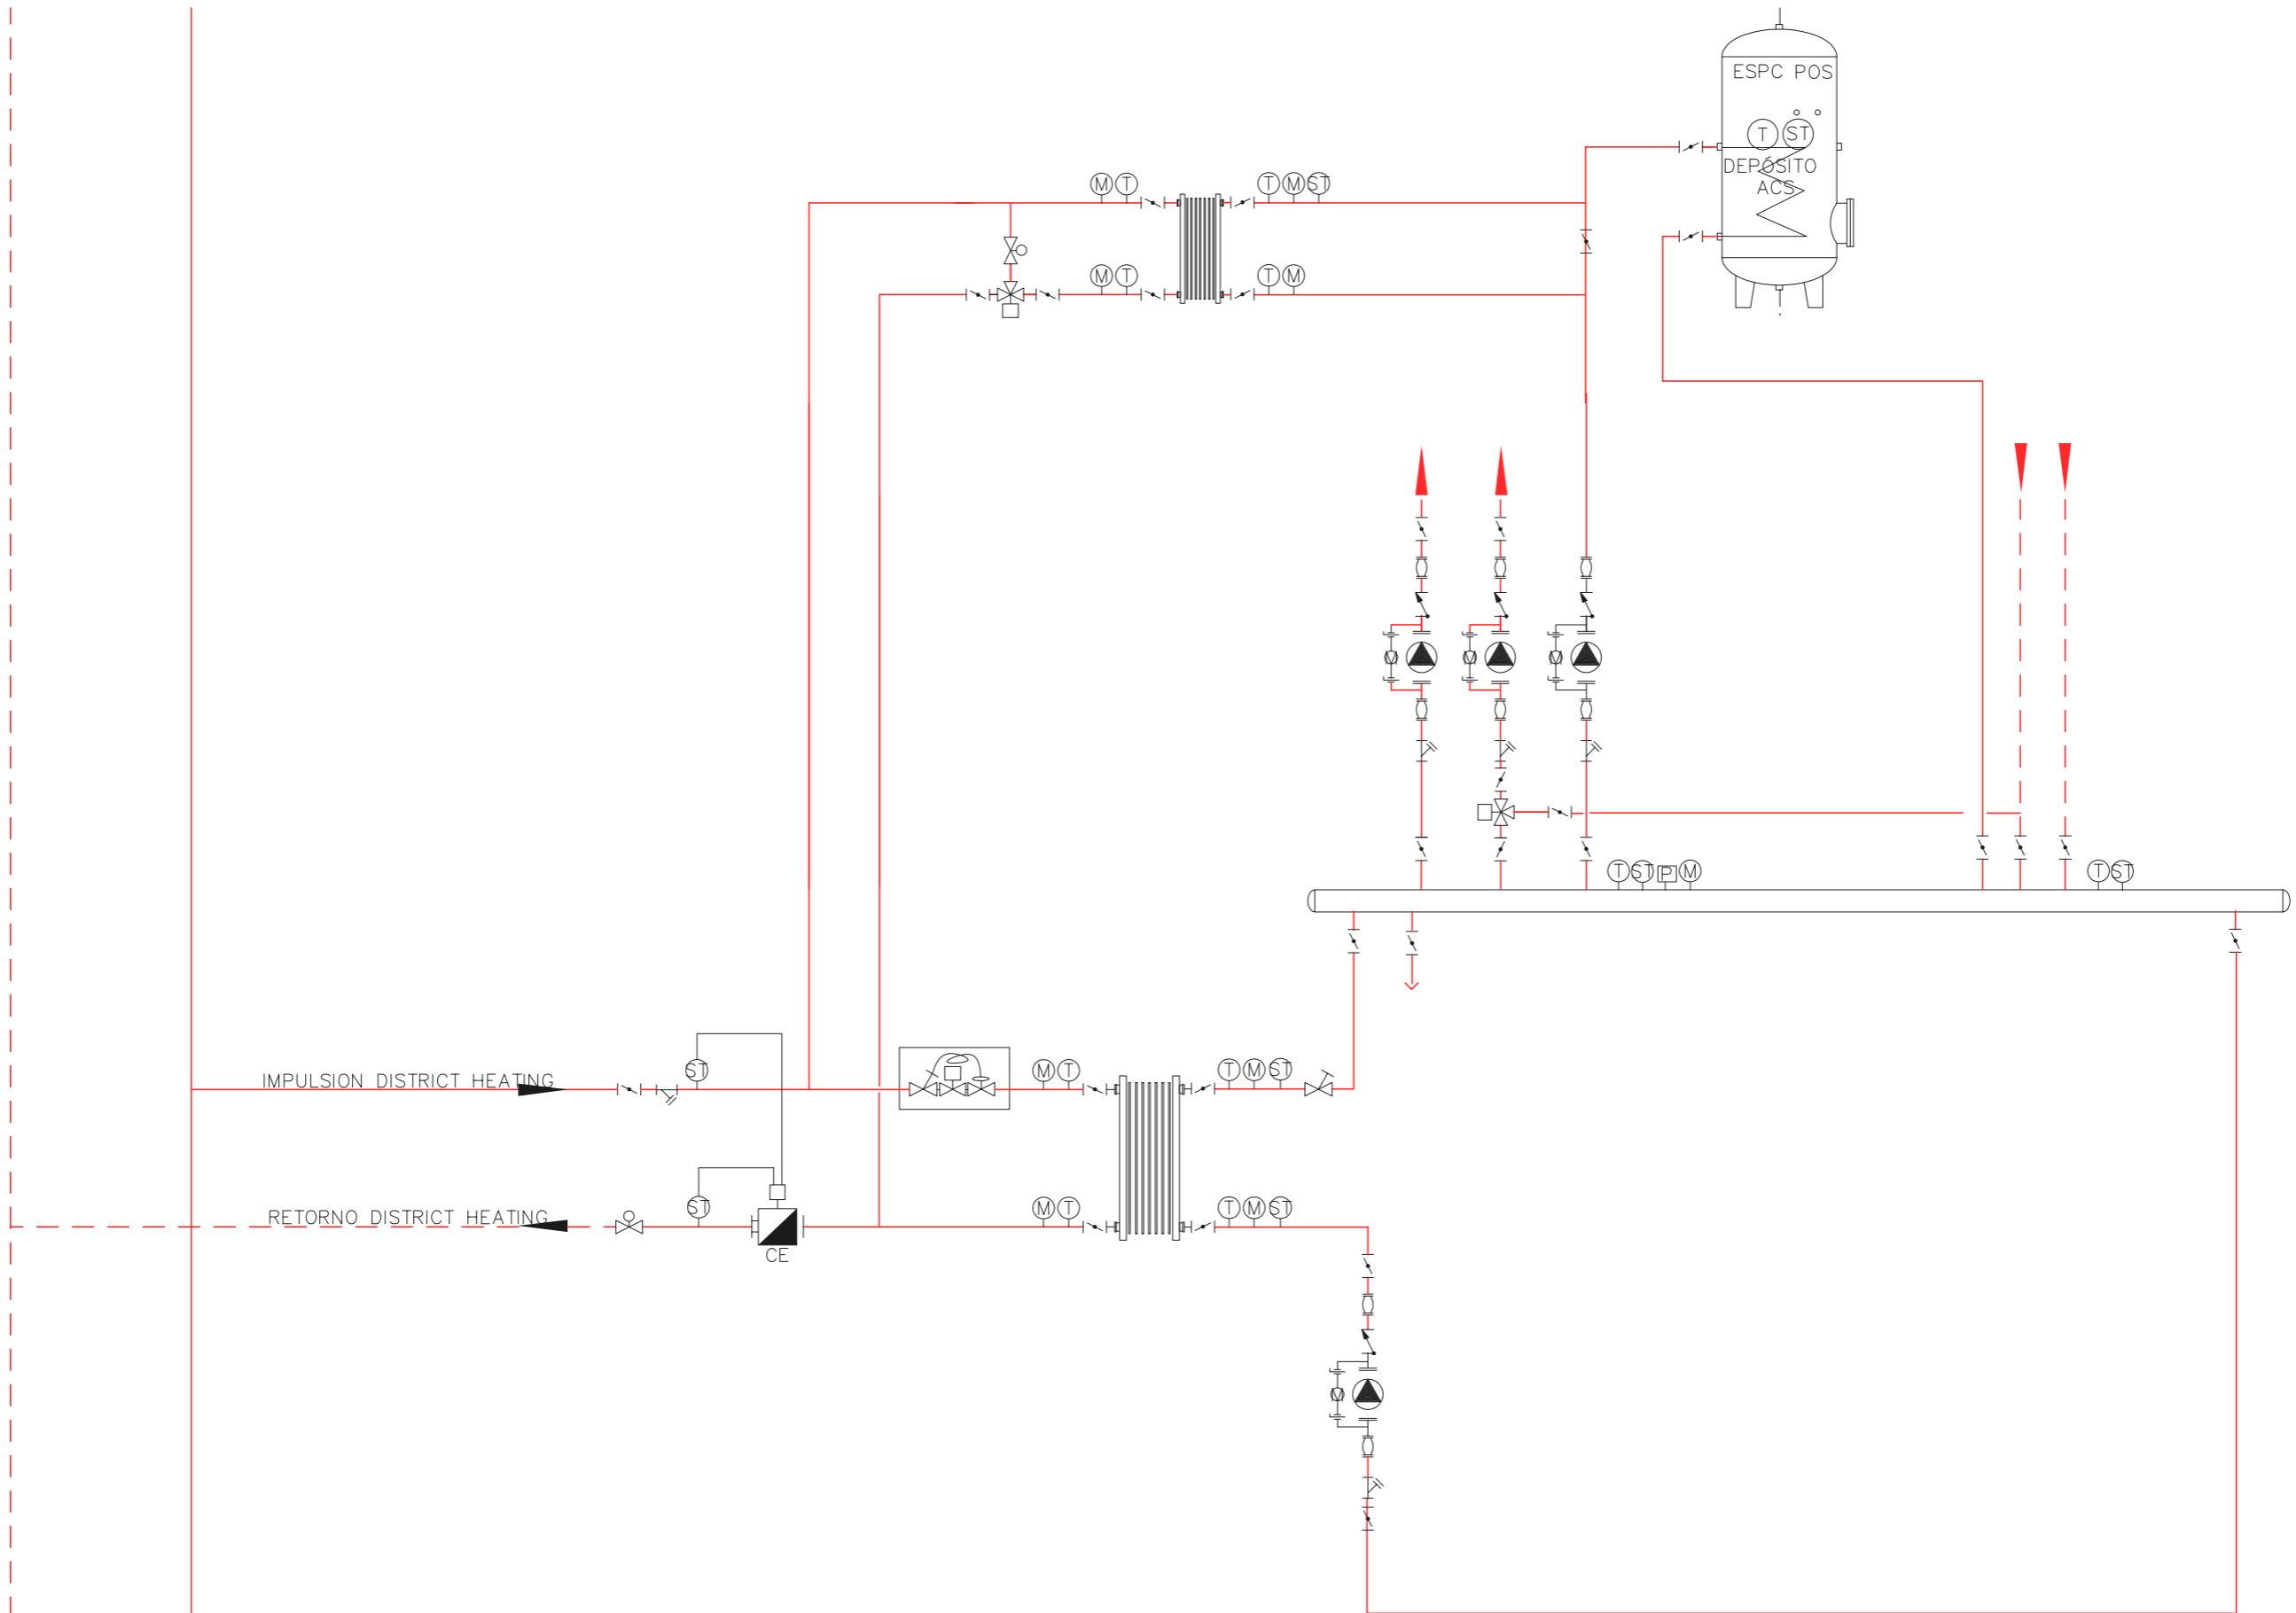 ESPC POS
T ST
DEPÓSITO
ACS
M T
T M ST
M T
T M
M
M
M
T ST P M
T ST
ST
IMPULSION DISTRICT HEATING
M T
T M ST
ST
RETORNO DISTRICT HEATING
M T
T M ST
CE
M